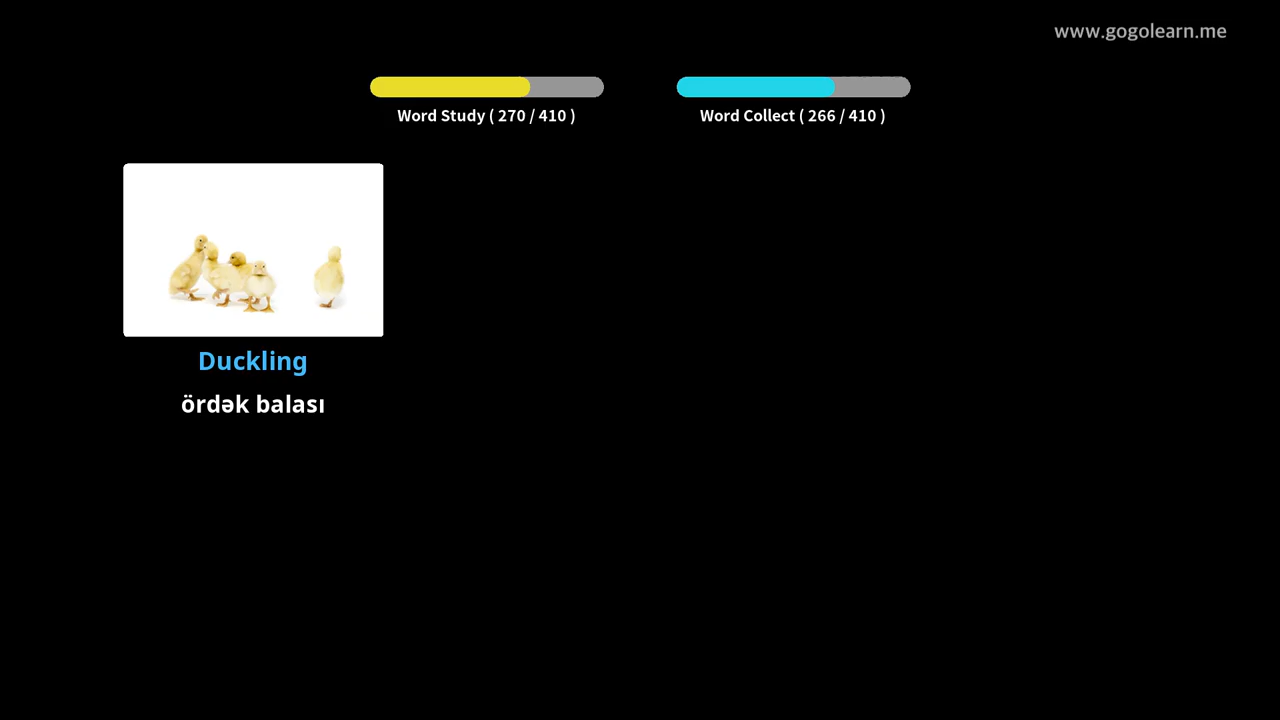 www.gogolearn.me
Word Study ( 270 / 410 )
Word Collect ( 266 / 410 )
Duckling
ördək balası